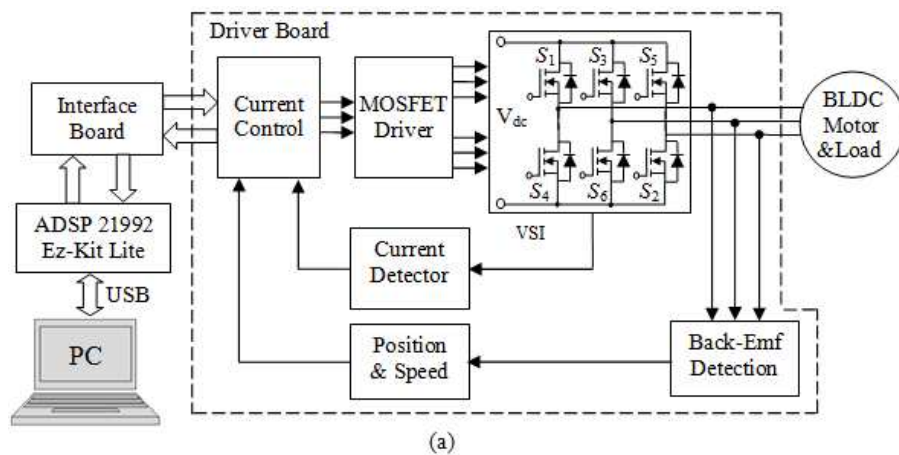 Driver Board
Interface
Board
Current
Control
MOSFET
Driver
S1
S3
S5
Vdc
S4
S6
S2
VSI
BLDC
Motor
&Load
ADSP 21992
Ez-Kit Lite
USB
PC
Current
Detector
Position
& Speed
Back-Emf
Detection
(a)